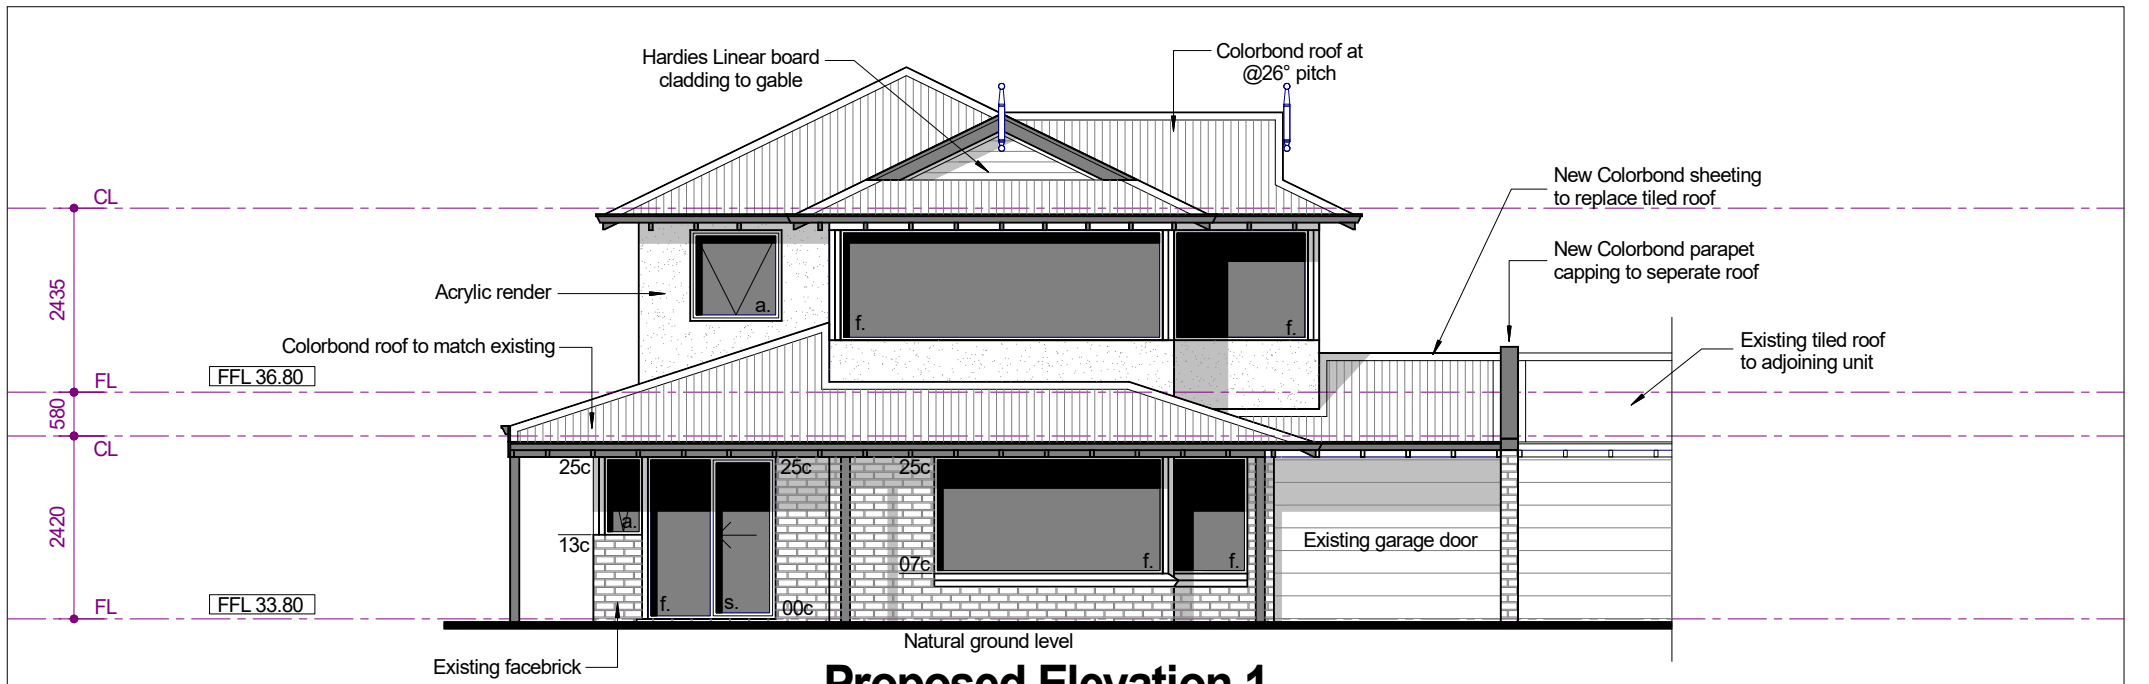 Hardies Linear board
cladding to gable
Colorbond roof at
@26° pitch
New Colorbond sheeting
to replace tiled roof
CL
New Colorbond parapet
capping to seperate roof
2435
Acrylic render
a.
f.
f.
Colorbond roof to match existing
Existing tiled roof
to adjoining unit
FL
FFL 36.80
580
CL
25c
25c
25c
2420
a.
13c
Existing garage door
07c
f.
f.
FL
FFL 33.80
f.
s.
00c
Natural ground level
Existing facebrick
Proposed Elevation 1